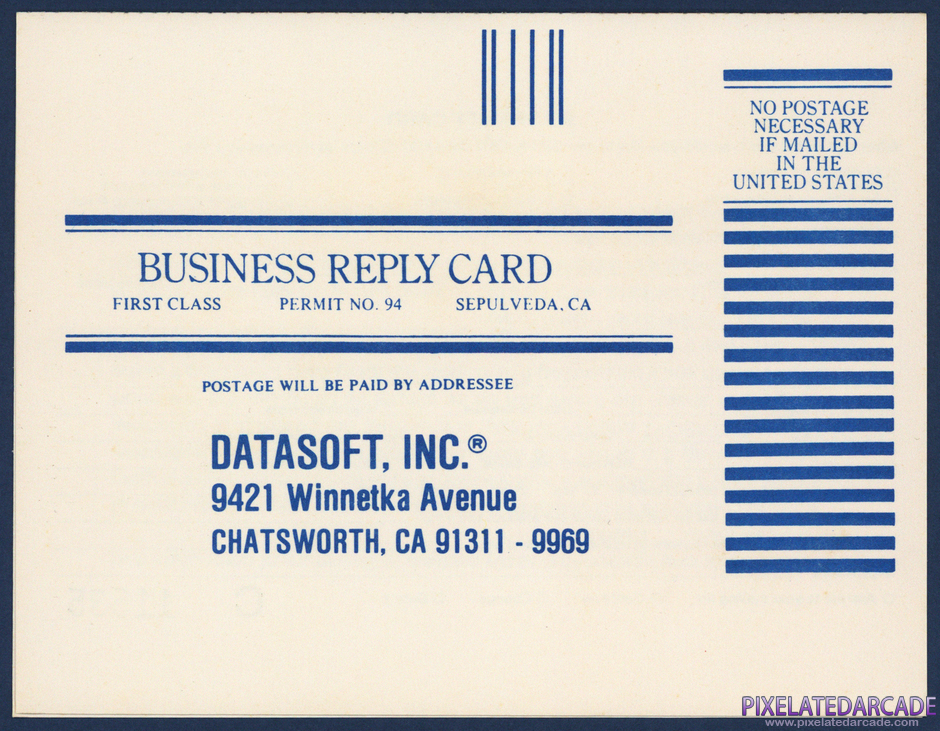 NO POSTAGE
NECESSARY
IF MAILED
IN THE
UNITED STATES
BUSINESS REPLY CARD
FIRST CLASS PERMIT NO. 94 SEPULVEDA, CA
POSTAGE WILL BE PAID BY ADDRESSEE
DATASOFT, INC.®
9421 Winnetka Avenue
CHATSWORTH, CA 91311 - 9969
PIXELATEDARCADE
www.pixelatedarcade.com